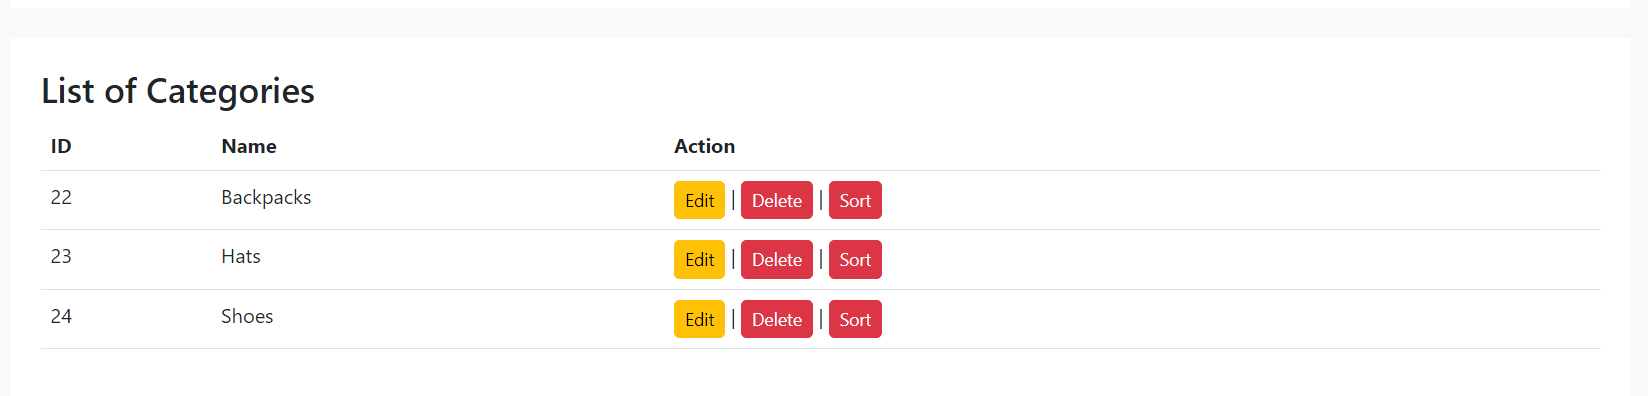 List of Categories
ID Name Action
22 Backpacks Edit | Delete | Sort
23 Hats Edit | Delete | Sort
24 Shoes Edit | Delete | Sort